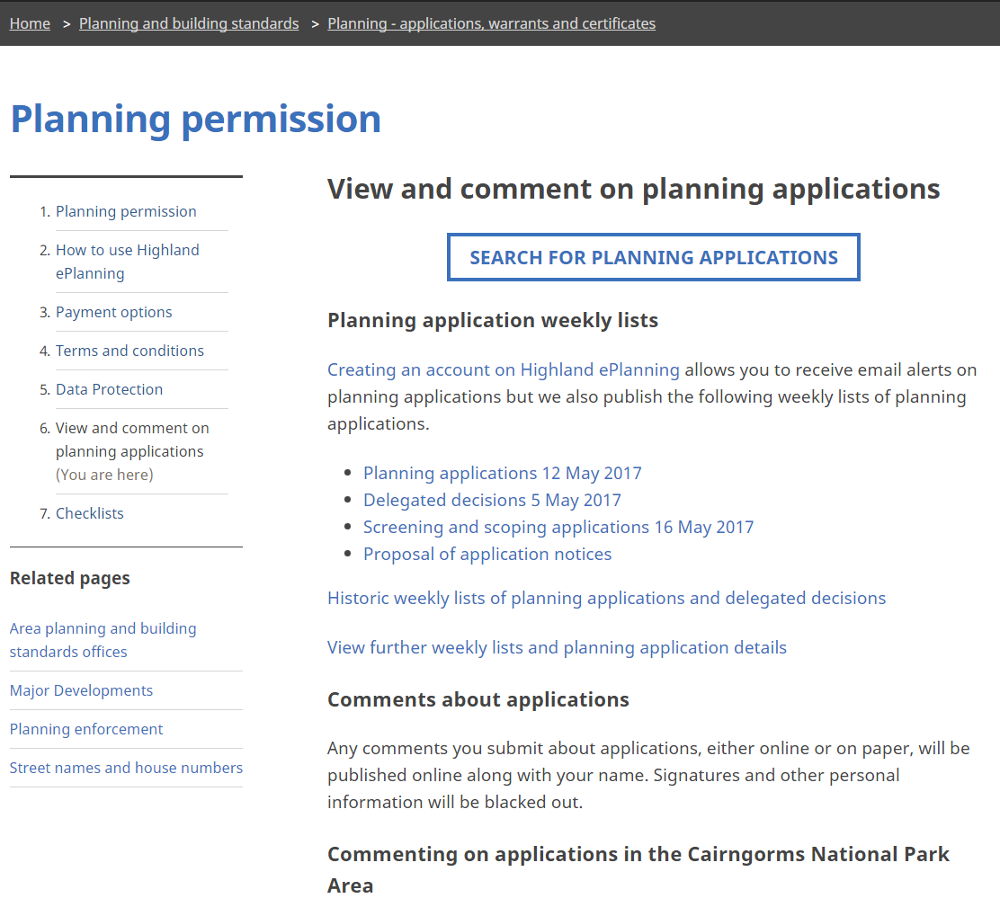 Home > Planning and building standards > Planning - applications, warrants and certificates
Planning permission
1. Planning permission
2. How to use Highland
ePlanning
3. Payment options
4. Terms and conditions
5. Data Protection
6. View and comment on
planning applications
(You are here)
7. Checklists
Related pages
Area planning and building
standards offices
Major Developments
Planning enforcement
Street names and house numbers
View and comment on planning applications
SEARCH FOR PLANNING APPLICATIONS
Planning application weekly lists
Creating an account on Highland ePlanning allows you to receive email alerts on
planning applications but we also publish the following weekly lists of planning
applications.
• Planning applications 12 May 2017
• Delegated decisions 5 May 2017
• Screening and scoping applications 16 May 2017
• Proposal of application notices
Historic weekly lists of planning applications and delegated decisions
View further weekly lists and planning application details
Comments about applications
Any comments you submit about applications, either online or on paper, will be
published online along with your name. Signatures and other personal
information will be blacked out.
Commenting on applications in the Cairngorms National Park
Area